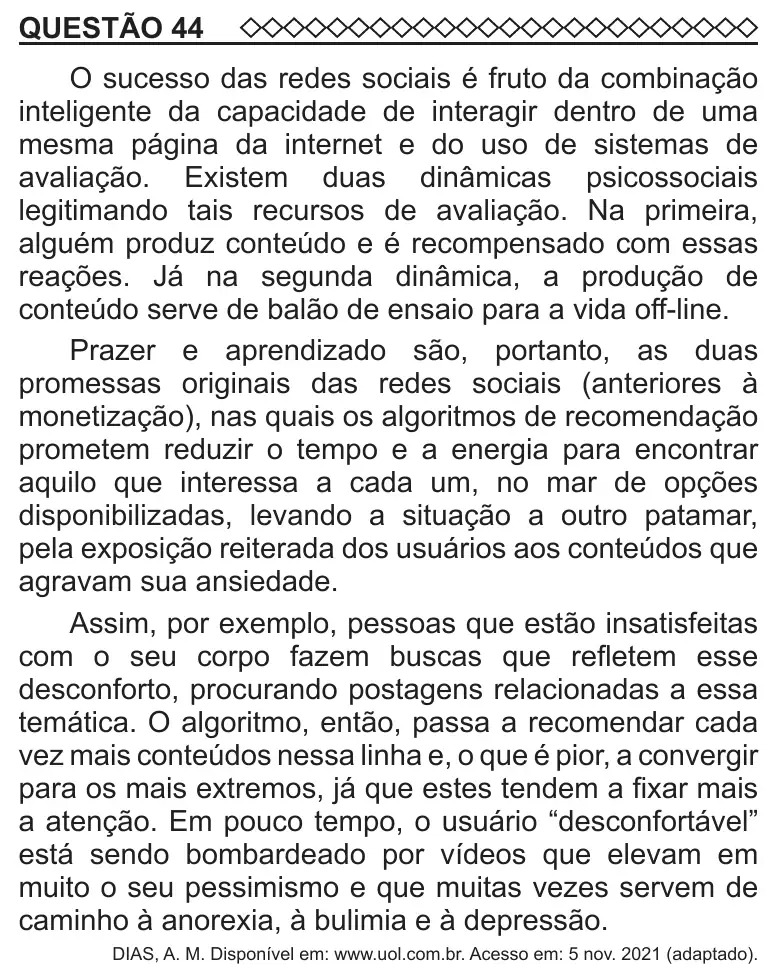 QUESTÃO 44
O sucesso das redes sociais é fruto da combinação
inteligente da capacidade de interagir dentro de uma
mesma página da internet e do uso de sistemas de
avaliação. Existem duas dinâmicas psicossociais
legitimando tais recursos de avaliação. Na primeira,
alguém produz conteúdo e é recompensado com essas
reações. Já na segunda dinâmica, a produção de
conteúdo serve de balão de ensaio para a vida off-line.
Prazer e aprendizado são, portanto, as duas
promessas originais das redes sociais (anteriores à
monetização), nas quais os algoritmos de recomendação
prometem reduzir o tempo e a energia para encontrar
aquilo que interessa a cada um, no mar de opções
disponibilizadas, levando a situação a outro patamar,
pela exposição reiterada dos usuários aos conteúdos que
agravam sua ansiedade.
Assim, por exemplo, pessoas que estão insatisfeitas
com o seu corpo fazem buscas que refletem esse
desconforto, procurando postagens relacionadas a essa
temática. O algoritmo, então, passa a recomendar cada
vez mais conteúdos nessa linha e, o que é pior, a convergir
para os mais extremos, já que estes tendem a fixar mais
a atenção. Em pouco tempo, o usuário “desconfortável”
está sendo bombardeado por vídeos que elevam em
muito o seu pessimismo e que muitas vezes servem de
caminho à anorexia, à bulimia e à depressão.
DIAS, A. M. Disponível em: www.uol.com.br. Acesso em: 5 nov. 2021 (adaptado).